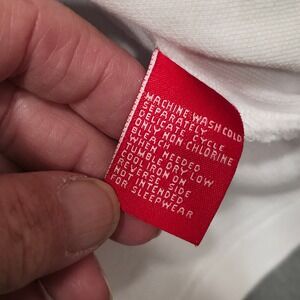 MACHINE WASH COLD
SEPARATELY
DELICATE CYCLE
ONLY NON CHLORINE
BLEACH
WHEN NEEDED
TUMBLE DRY LOW
COOL IRON ON
REVERSE SIDE
NOT INTENDED
FOR SLEEPWEAR